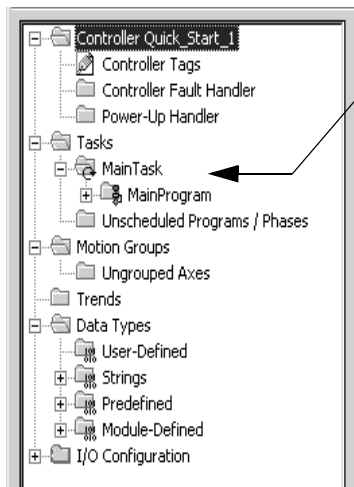 Controller Quick_Start_1
Controller Tags
Controller Fault Handler
Power-Up Handler
Tasks
MainTask
MainProgram
Unscheduled Programs / Phases
Motion Groups
Ungrouped Axes
Trends
Data Types
User-Defined
Strings
Predefined
Module-Defined
I/O Configuration